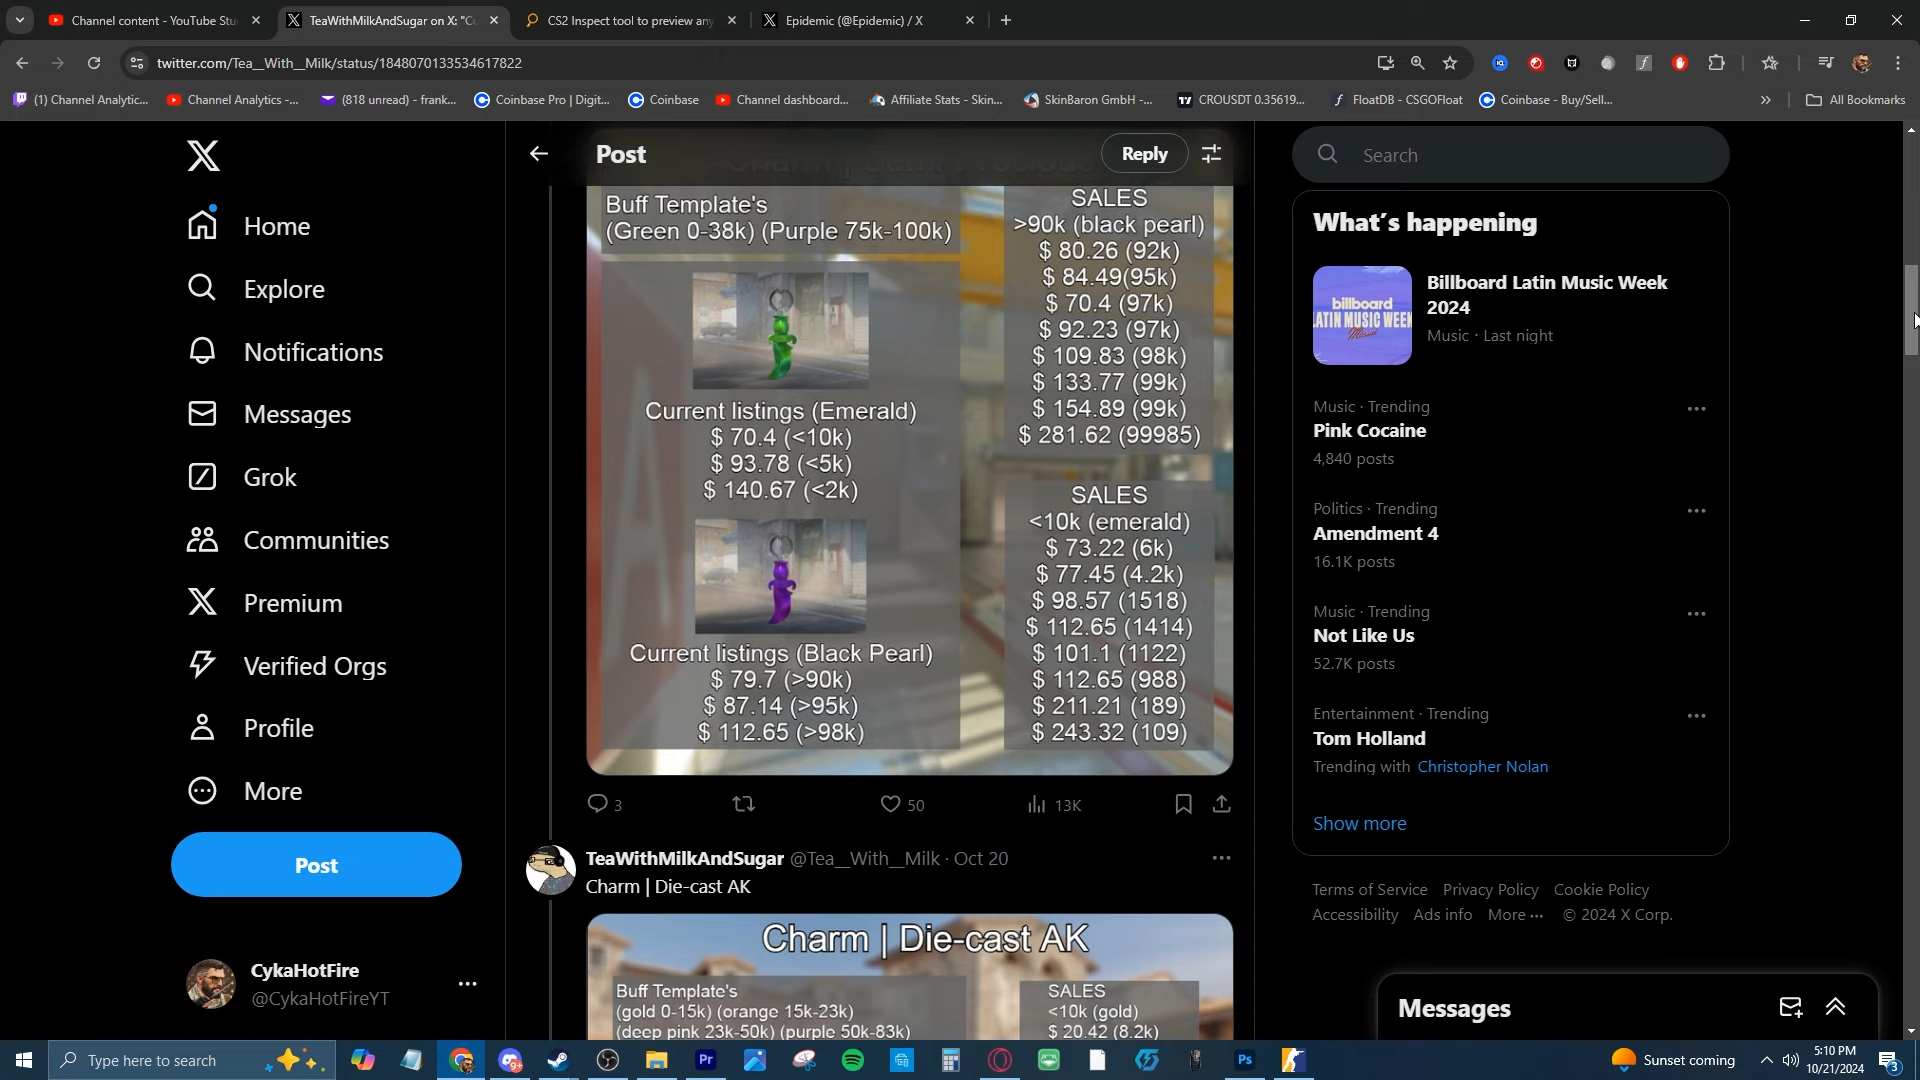 Channel content - YouTube Stu
TeaWithMilkAndSugar on X: "Cu
CS2 Inspect tool to preview any
Epidemic (@Epidemic) / X
twitter.com/Tea__With__Milk/status/1848070133534617822
(1) Channel Analytic...
Channel Analytics -...
(818 unread) - frank...
Coinbase Pro | Digit...
Coinbase
Channel dashboard...
Affiliate Stats - Skin...
SkinBaron GmbH -...
CROUSDT 0.35619...
FloatDB - CSGOFloat
Coinbase - Buy/Sell...
All Bookmarks
Home
Explore
Notifications
Messages
Grok
Communities
Premium
Verified Orgs
Profile
More
Post
CykaHotFire
@CykaHotFireYT
Post
Reply
Buff Template's
(Green 0-38k) (Purple 75k-100k)
Current listings (Emerald)
$ 70.4 (<10k)
$ 93.78 (<5k)
$ 140.67 (<2k)
Current listings (Black Pearl)
$ 79.7 (>90k)
$ 87.14 (>95k)
$ 112.65 (>98k)
SALES
>90k (black pearl)
$ 80.26 (92k)
$ 84.49(95k)
$ 70.4 (97k)
$ 92.23 (97k)
$ 109.83 (98k)
$ 133.77 (99k)
$ 154.89 (99k)
$ 281.62 (99985)
SALES
<10k (emerald)
$ 73.22 (6k)
$ 77.45 (4.2k)
$ 98.57 (1518)
$ 112.65 (1414)
$ 101.1 (1122)
$ 112.65 (988)
$ 211.21 (189)
$ 243.32 (109)
3
50
13K
TeaWithMilkAndSugar @Tea__With__Milk · Oct 20
Charm | Die-cast AK
Charm | Die-cast AK
Buff Template's
(gold 0-15k) (orange 15k-23k)
(deep pink 23k-50k) (purple 50k-83k)
SALES
<10k (gold)
$ 20.42 (8.2k)
Search
What's happening
billboard
LATIN MUSIC WEEK
Miami
Billboard Latin Music Week
2024
Music · Last night
Music · Trending
Pink Cocaine
4,840 posts
Politics · Trending
Amendment 4
16.1K posts
Music · Trending
Not Like Us
52.7K posts
Entertainment · Trending
Tom Holland
Trending with Christopher Nolan
Show more
Terms of Service Privacy Policy Cookie Policy
Accessibility Ads info More ··· © 2024 X Corp.
Messages
Type here to search
Sunset coming
5:10 PM
10/21/2024
3